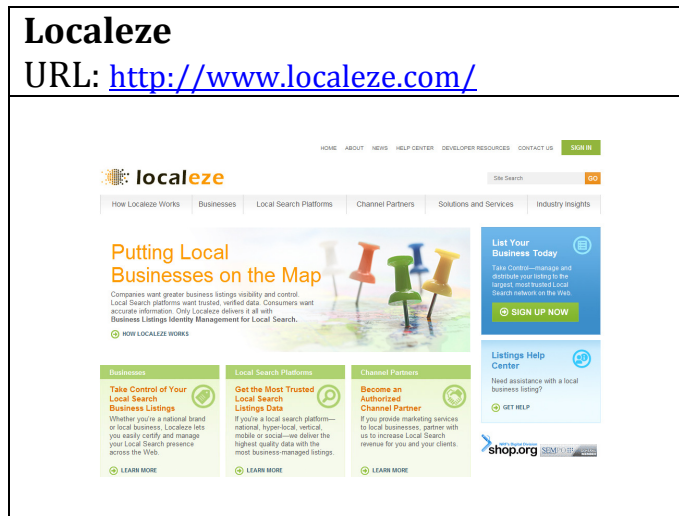 Localeze
URL: http://www.localeze.com/
HOME ABOUT NEWS HELP CENTER DEVELOPER RESOURCES CONTACT US SIGN IN
localeze
Site Search GO
How Localeze Works Businesses Local Search Platforms Channel Partners Solutions and Services Industry Insights
Putting Local
Businesses on the Map
Companies want greater business listings visibility and control.
Local Search platforms want trusted, verified data. Consumers want
accurate information. Only Localeze delivers it all with
Business Listings Identity Management for Local Search.
HOW LOCALEZE WORKS
List Your
Business Today
Take Control—manage and
distribute your listing to the
largest, most trusted Local
Search network on the Web.
SIGN UP NOW
Listings Help
Center
Need assistance with a local
business listing?
GET HELP
Businesses
Take Control of Your
Local Search
Business Listings
Whether you're a national brand
or local business, Localeze lets
you easily certify and manage
your Local Search presence
across the Web.
LEARN MORE
Local Search Platforms
Get the Most Trusted
Local Search
Listings Data
If you're a local search platform—
national, hyper-local, vertical,
mobile or social—we deliver the
highest quality data with the
most business-managed listings.
LEARN MORE
Channel Partners
Become an
Authorized
Channel Partner
If you provide marketing services
to local businesses, partner with
us to increase Local Search
revenue for you and your clients.
LEARN MORE
shop.org